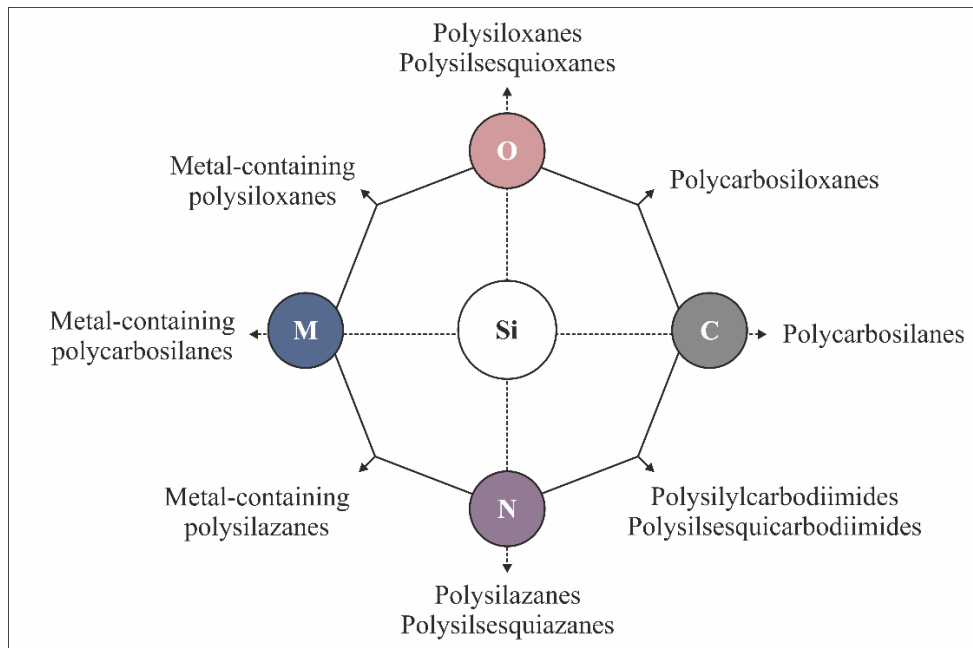 Polysiloxanes
Polysilsesquioxanes
O
Metal-containing
polysiloxanes
Polycarbosiloxanes
Metal-containing
polycarbosilanes
M
Si
C
Polycarbosilanes
Metal-containing
polysilazanes
N
Polysilylcarbodiimides
Polysilsesquicarbodiimides
Polysilazanes
Polysilsesquiazanes